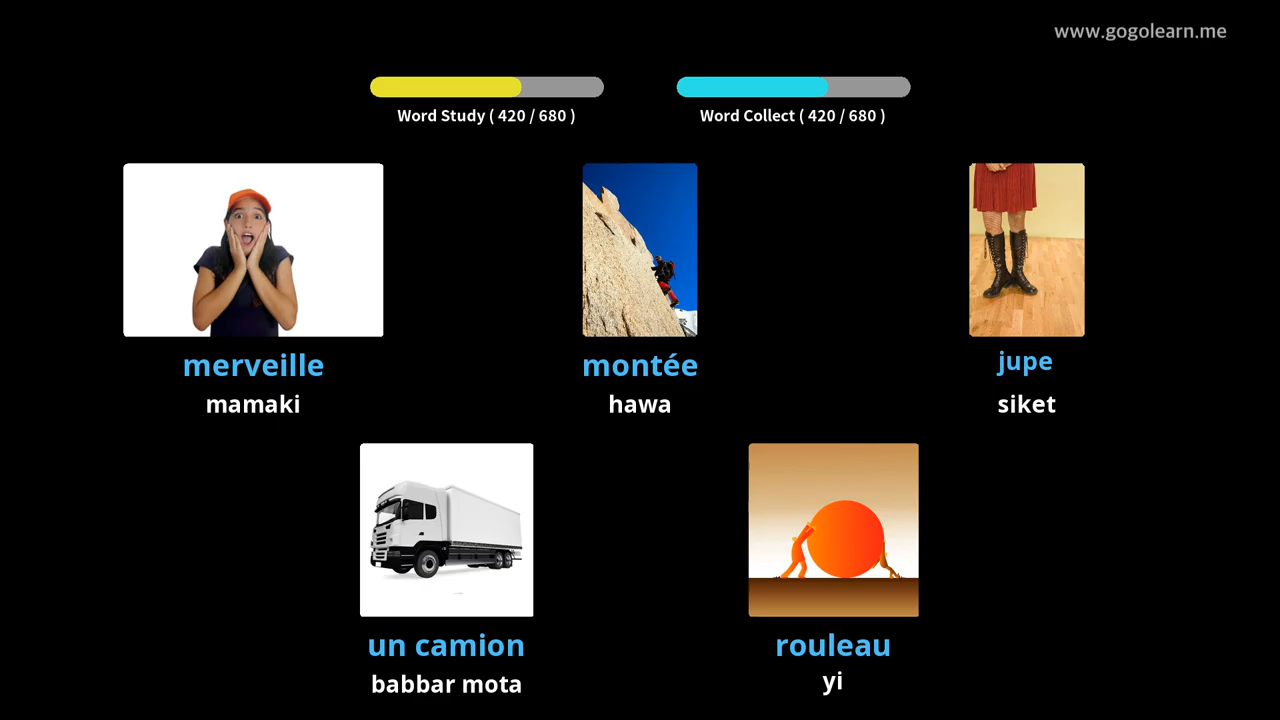 www.gogolearn.me
Word Study ( 420 / 680 )
Word Collect ( 420 / 680 )
merveille
mamaki
montée
hawa
jupe
siket
un camion
babbar mota
rouleau
yi